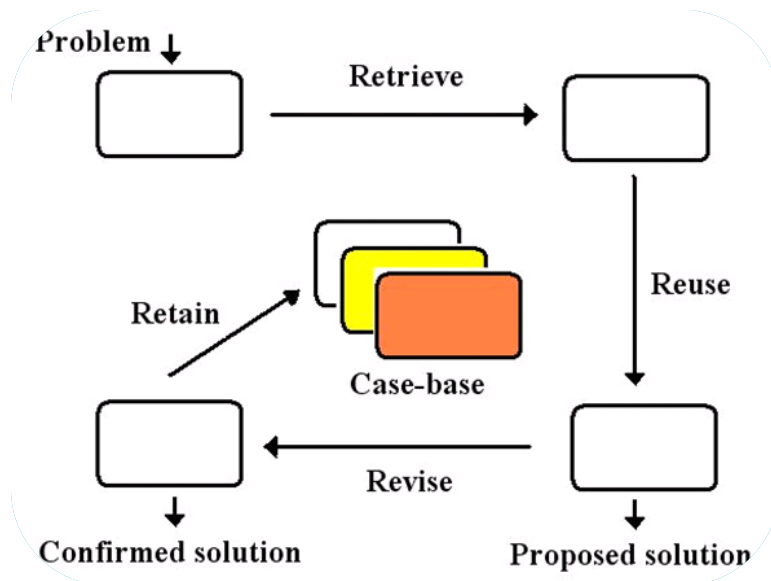 Problem
Retrieve
Reuse
Retain
Case-base
Revise
Confirmed solution
Proposed solution